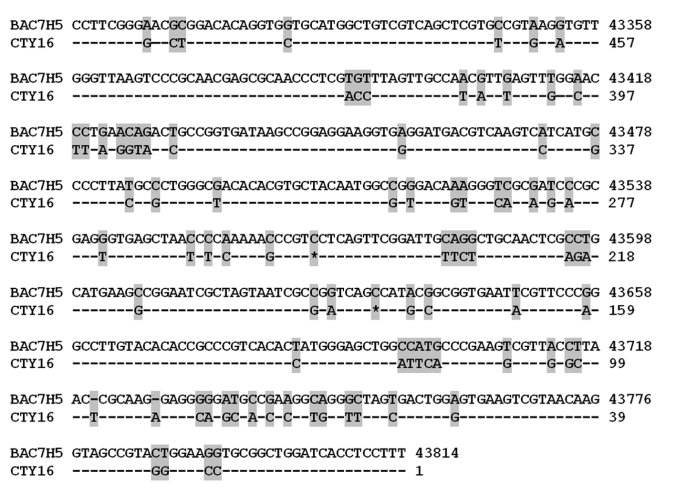 BAC7H5 CCTTCGGGAACGCGGACACAGGTGGTGCATGGCTGTCGTCAGCTCGTGCCGTAAGGTGTT 43358
CTY16 --------G--CT-----------C-----------------------T---G--A---- 457
BAC7H5 GGGTTAAGTCCCGCAACGAGCGCAACCCTCGTGTTTAGTTGCCAACGTTGAGTTTGGAAC 43418
CTY16 -------------------------------ACC----------T-A--T----G--C-- 397
BAC7H5 CCTGAACAGACTGCCGGTGATAAGCCGGAGGAAGGTGAGGATGACGTCAAGTCATCATGC 43478
CTY16 TT-A-GGTA--C-------------------------G---------------C-----G 337
BAC7H5 CCCTTATGCCCTGGGCGACACACGTGCTACAATGGCCGGGACAAAGGGTCGCGATCCCGC 43538
CTY16 ------C--G------T-------------------G-T----GT---CA--A-G-A--- 277
BAC7H5 GAGGGTGAGCTAACCCCAAAAACCCGTCCTCAGTTCGGATTGCAGGCTGCAACTCGCCTG 43598
CTY16 ---T---------T-T-C----G----*--------------TTCT----------AGA- 218
BAC7H5 CATGAAGCCGGAATCGCTAGTAATCGCCGGTCAGCCATACGGCGGTGAATTCGTTCCCGG 43658
CTY16 -------G-------------------G-A----*---G-C---------A-------A- 159
BAC7H5 GCCTTGTACACACCGCCCGTCACACTATGGGAGCTGGCCATGCCCGAAGTCGTTACCTTA 43718
CTY16 -------------------------C-----------ATTCA-------G----G-GC-- 99
BAC7H5 AC-CGCAAG-GAGGGGGATGCCGAAGGCAGGGCTAGTGACTGGAGTGAAGTCGTAACAAG 43776
CTY16 --T------A----CA-GC-A-C-C--TG--TT---C------G---------------- 39
BAC7H5 GTAGCCGTACTGGAAGGTGCGGCTGGATCACCTCCTTT 43814
CTY16 ---------GG----CC--------------------- 1